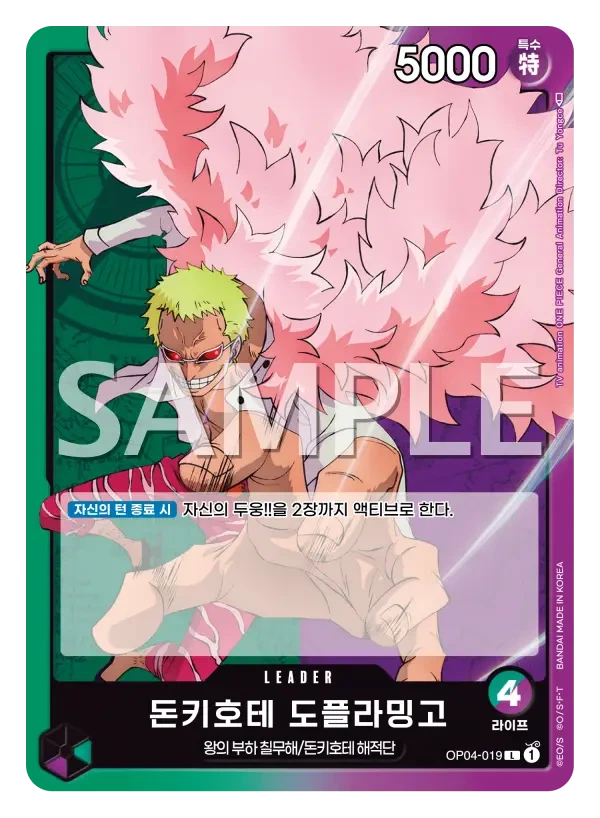 5000
특수
特
TV animation ONE PIECE General Animation Director: Tu Yongce
SAMPLE
자신의 턴 종료 시 자신의 두웅!!을 2장까지 액티브로 한다.
BANDAI MADE IN KOREA
©EO/S ©O/S·F·T
LEADER
4
라이프
돈키호테 도플라밍고
왕의 부하 칠무해/돈키호테 해적단
OP04-019 L 1